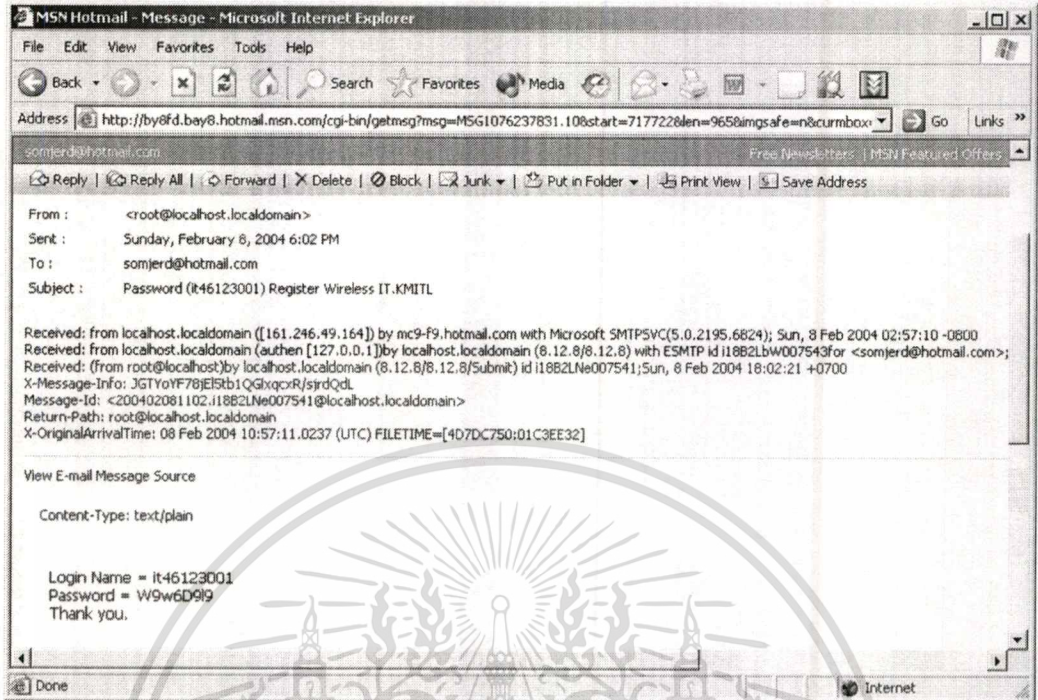 MSN Hotmail - Message - Microsoft Internet Explorer
File Edit View Favorites Tools Help
Back Search Favorites Media
Address http://by8fd.bay8.hotmail.msn.com/cgi-bin/getmsg?msg=MSG1076237831.10&start=717722&len=965&imgsafe=n&curmbox= Go Links »
somjerd@hotmail.com Free Newsletters | MSN Featured Offers
Reply | Reply All | Forward | Delete | Block | Junk | Put in Folder | Print View | Save Address
From : <root@localhost.localdomain>
Sent : Sunday, February 8, 2004 6:02 PM
To : somjerd@hotmail.com
Subject : Password (it46123001) Register Wireless IT.KMITL
Received: from localhost.localdomain ([161.246.49.164]) by mc9-f9.hotmail.com with Microsoft SMTPSVC(5.0.2195.6824); Sun, 8 Feb 2004 02:57:10 -0800
Received: from localhost.localdomain (authen [127.0.0.1])by localhost.localdomain (8.12.8/8.12.8) with ESMTP id i18B2LbW007543for <somjerd@hotmail.com>;
Received: (from root@localhost)by localhost.localdomain (8.12.8/8.12.8/Submit) id i18B2LNe007541;Sun, 8 Feb 2004 18:02:21 +0700
X-Message-Info: JGTYoYF78jEl5tb1QGlxqcxR/sjrdQdL
Message-Id: <200402081102.i18B2LNe007541@localhost.localdomain>
Return-Path: root@localhost.localdomain
X-OriginalArrivalTime: 08 Feb 2004 10:57:11.0237 (UTC) FILETIME=[4D7DC750:01C3EE32]
View E-mail Message Source
Content-Type: text/plain
Login Name = it46123001
Password = W9w6D9l9
Thank you.
Done Internet